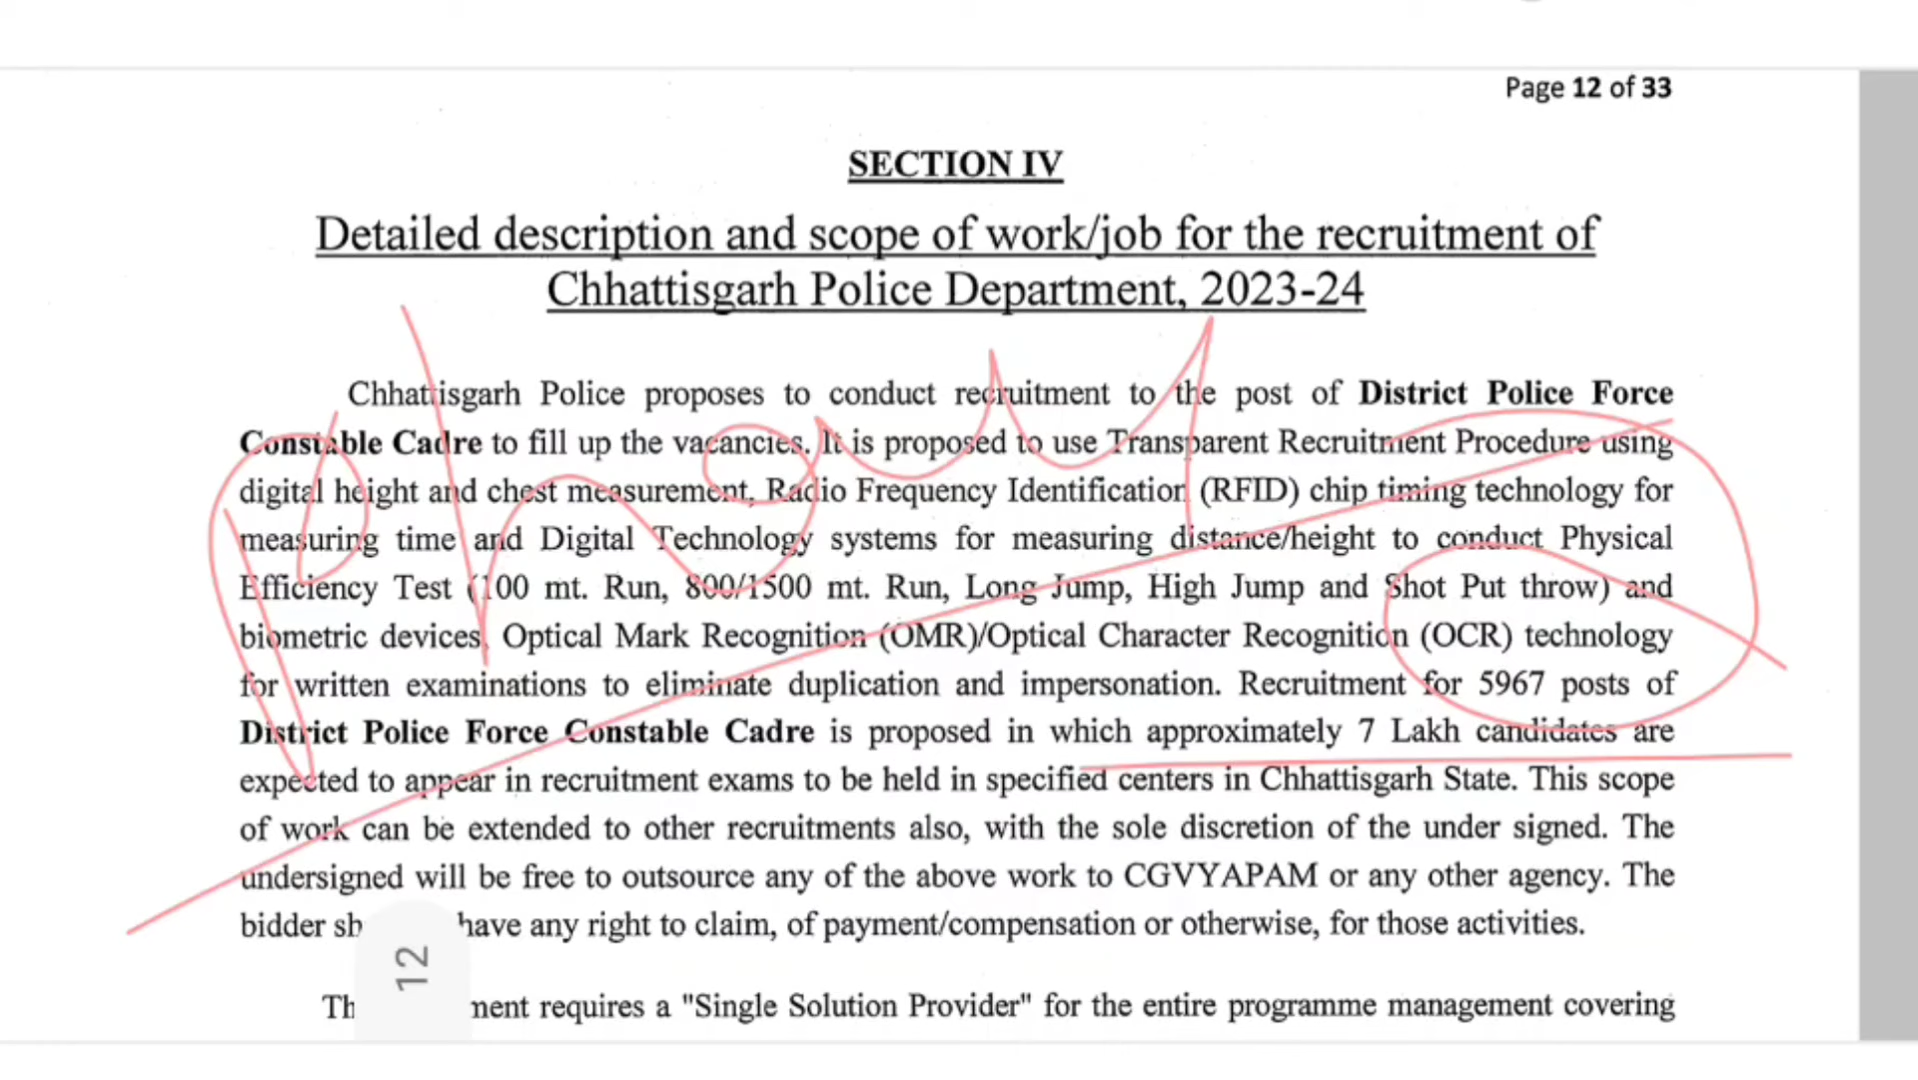 Page 12 of 33
SECTION IV
Detailed description and scope of work/job for the recruitment of
Chhattisgarh Police Department, 2023-24
Chhattisgarh Police proposes to conduct recruitment to the post of District Police Force
Constable Cadre to fill up the vacancies. It is proposed to use Transparent Recruitment Procedure using
digital height and chest measurement, Radio Frequency Identification (RFID) chip timing technology for
measuring time and Digital Technology systems for measuring distance/height to conduct Physical
Efficiency Test (100 mt. Run, 800/1500 mt. Run, Long Jump, High Jump and Shot Put throw) and
biometric devices, Optical Mark Recognition (OMR)/Optical Character Recognition (OCR) technology
for written examinations to eliminate duplication and impersonation. Recruitment for 5967 posts of
District Police Force Constable Cadre is proposed in which approximately 7 Lakh candidates are
expected to appear in recruitment exams to be held in specified centers in Chhattisgarh State. This scope
of work can be extended to other recruitments also, with the sole discretion of the under signed. The
undersigned will be free to outsource any of the above work to CGVYAPAM or any other agency. The
bidder have any right to claim, of payment/compensation or otherwise, for those activities.
12
requires a "Single Solution Provider" for the entire programme management covering